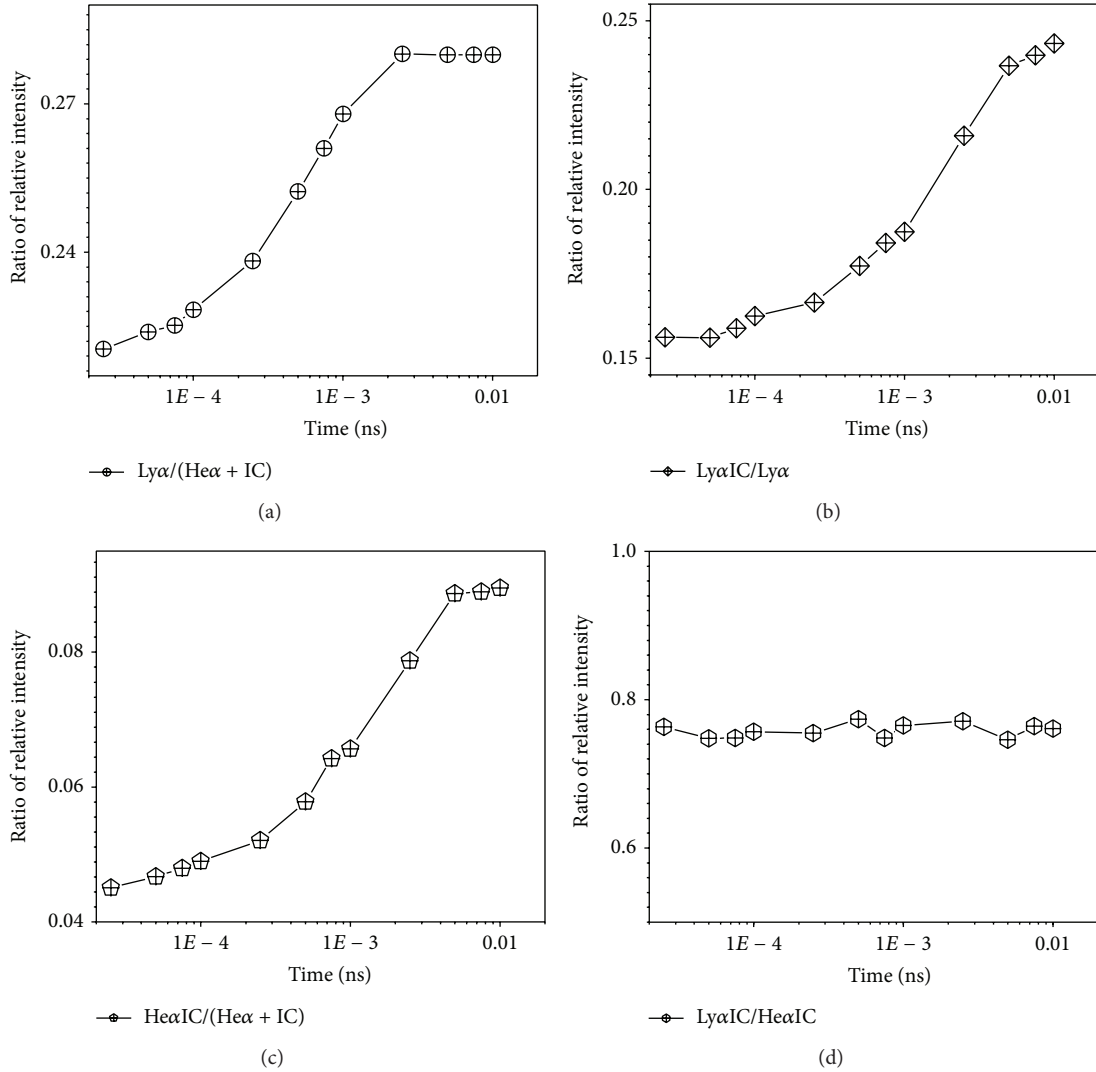 0.27
0.24
Ratio of relative intensity
1E − 4
1E − 3
0.01
Time (ns)
Lyα/(Heα + IC)
(a)
0.25
0.20
0.15
Ratio of relative intensity
1E − 4
1E − 3
0.01
Time (ns)
LyαIC/Lyα
(b)
0.08
0.06
0.04
Ratio of relative intensity
1E − 4
1E − 3
0.01
Time (ns)
HeαIC/(Heα + IC)
(c)
1.0
0.8
0.6
Ratio of relative intensity
1E − 4
1E − 3
0.01
Time (ns)
LyαIC/HeαIC
(d)